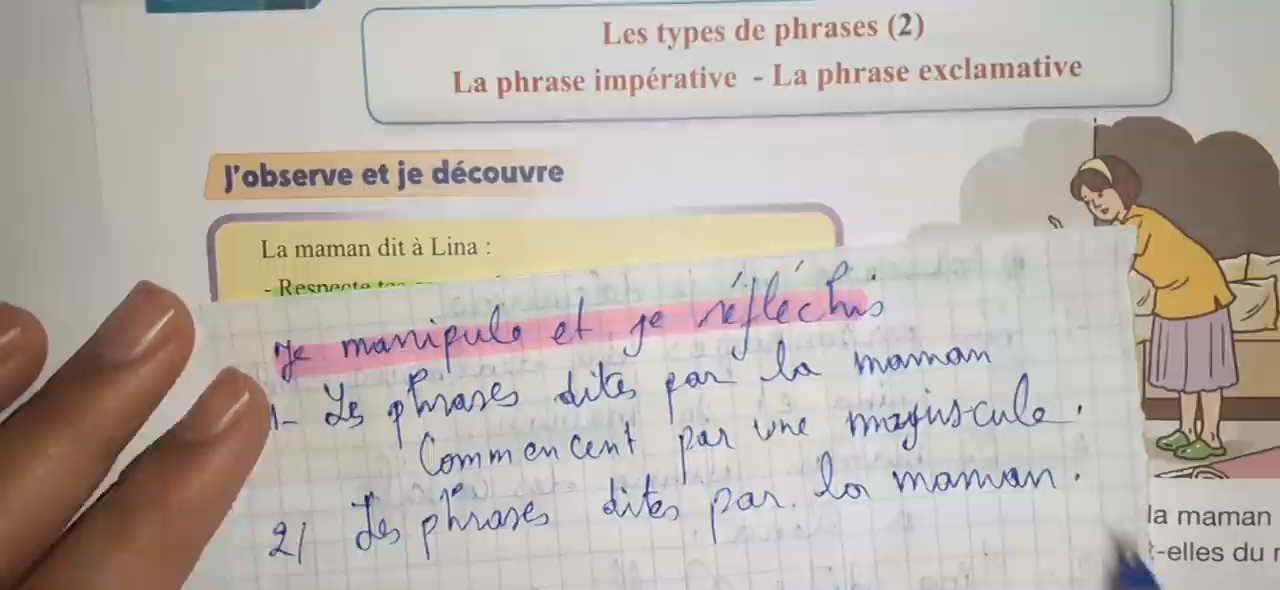 Les types de phrases (2)
La phrase impérative - La phrase exclamative
J'observe et je découvre
La maman dit à Lina :
- Respecte
Je manipule et je réfléchis
1- Les phrases dites par la maman
Commencent par une majuscule.
2/ Les phrases dites par la maman.
la maman
-elles du